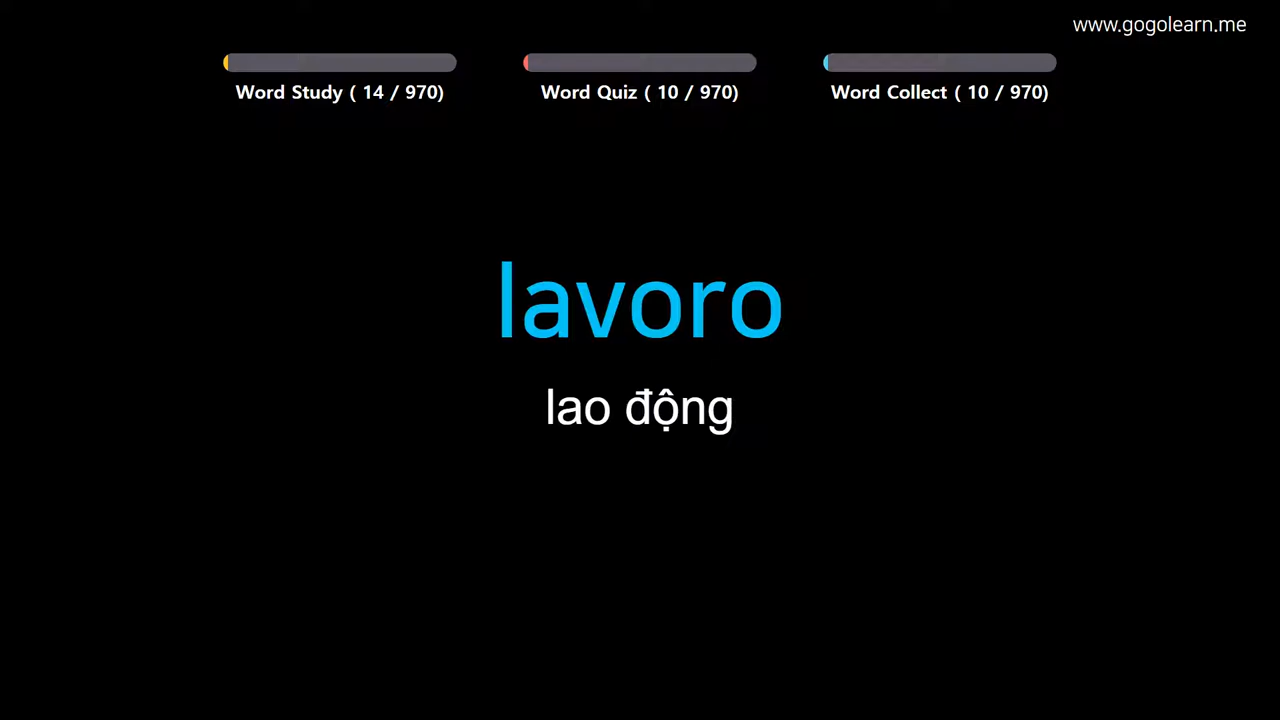 www.gogolearn.me
Word Study ( 14 / 970)
Word Quiz ( 10 / 970)
Word Collect ( 10 / 970)
lavoro
lao động